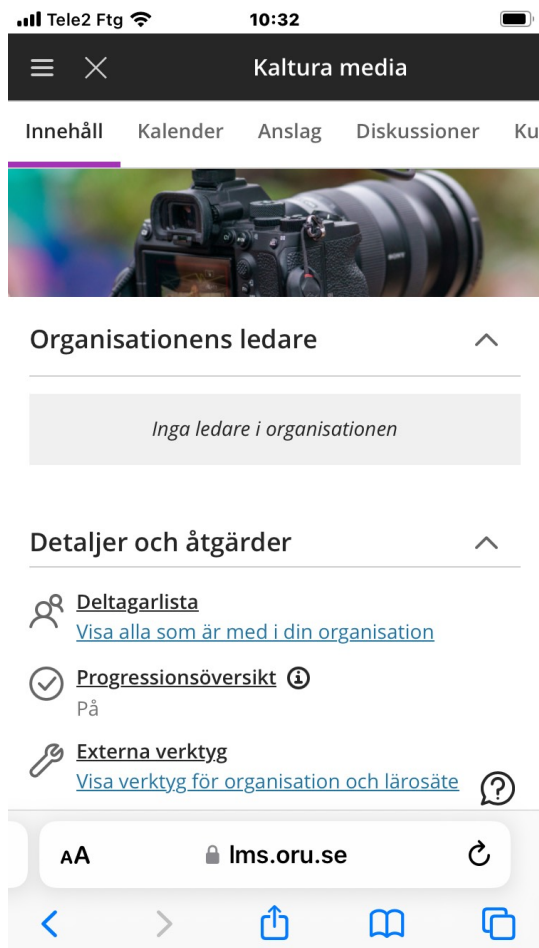 Tele2 Ftg
10:32
Kaltura media
Innehåll Kalender Anslag Diskussioner Ku
SONY
Organisationens ledare
Inga ledare i organisationen
Detaljer och åtgärder
Deltagarlista
Visa alla som är med i din organisation
Progressionsöversikt
På
Externa verktyg
Visa verktyg för organisation och lärosäte
AA lms.oru.se